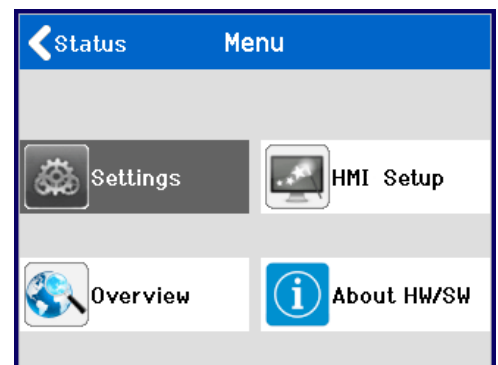 Status Menu
Settings
HMI Setup
Overview
About HW/SW